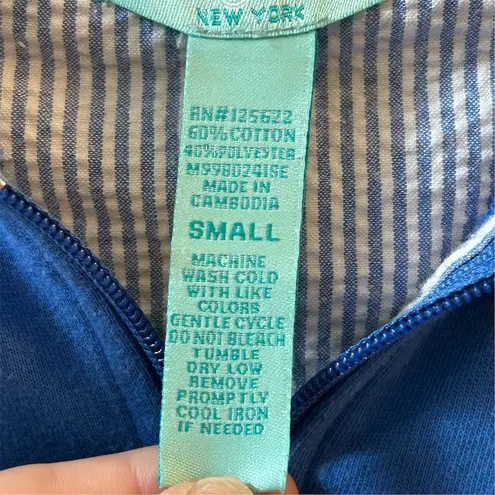 NEW YORK
RN#125622
60%COTTON
40%POLYESTER
M9980241SE
MADE IN
CAMBODIA
SMALL
MACHINE
WASH COLD
WITH LIKE
COLORS
GENTLE CYCLE
DO NOT BLEACH
TUMBLE
DRY LOW
REMOVE
PROMPTLY
COOL IRON
IF NEEDED